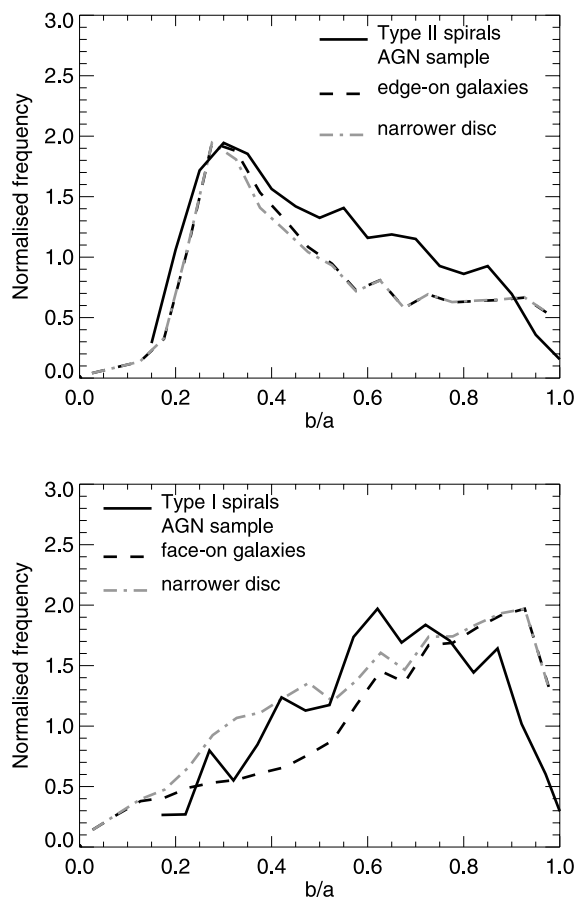 3.0
2.5
2.0
1.5
1.0
0.5
0.0
Normalised frequency
Type II spirals
AGN sample
edge-on galaxies
narrower disc
0.0 0.2 0.4 0.6 0.8 1.0
b/a
3.0
2.5
2.0
1.5
1.0
0.5
0.0
Normalised frequency
Type I spirals
AGN sample
face-on galaxies
narrower disc
0.0 0.2 0.4 0.6 0.8 1.0
b/a